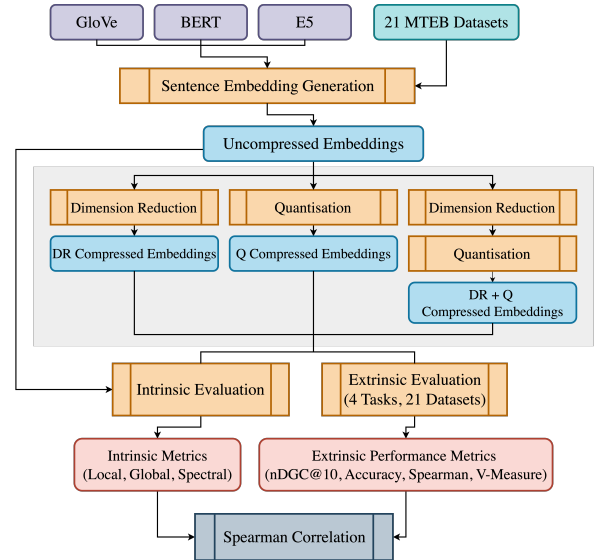 GloVe
BERT
E5
21 MTEB Datasets
Sentence Embedding Generation
Uncompressed Embeddings
Dimension Reduction
Quantisation
Dimension Reduction
DR Compressed Embeddings
Q Compressed Embeddings
Quantisation
DR + Q
Compressed Embeddings
Intrinsic Evaluation
Extrinsic Evaluation
(4 Tasks, 21 Datasets)
Intrinsic Metrics
(Local, Global, Spectral)
Extrinsic Performance Metrics
(nDGC@10, Accuracy, Spearman, V-Measure)
Spearman Correlation